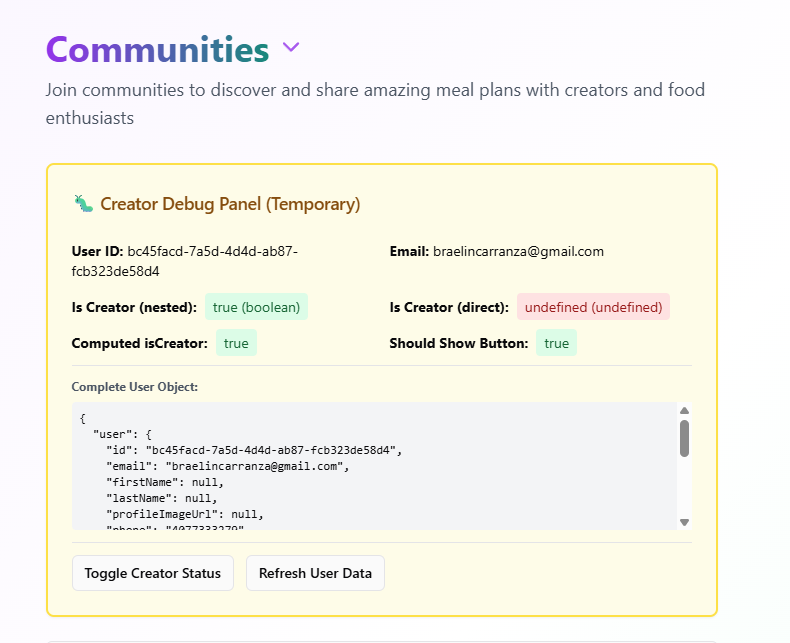 Communities
Join communities to discover and share amazing meal plans with creators and food
enthusiasts
Creator Debug Panel (Temporary)
User ID: bc45facd-7a5d-4d4d-ab87-
fcb323de58d4
Email: braelincarranza@gmail.com
Is Creator (nested): true (boolean)
Is Creator (direct): undefined (undefined)
Computed isCreator: true
Should Show Button: true
Complete User Object:
{
"user": {
"id": "bc45facd-7a5d-4d4d-ab87-fcb323de58d4",
"email": "braelincarranza@gmail.com",
"firstName": null,
"lastName": null,
"profileImageUrl": null,
"phone": "4077333279"
Toggle Creator Status
Refresh User Data